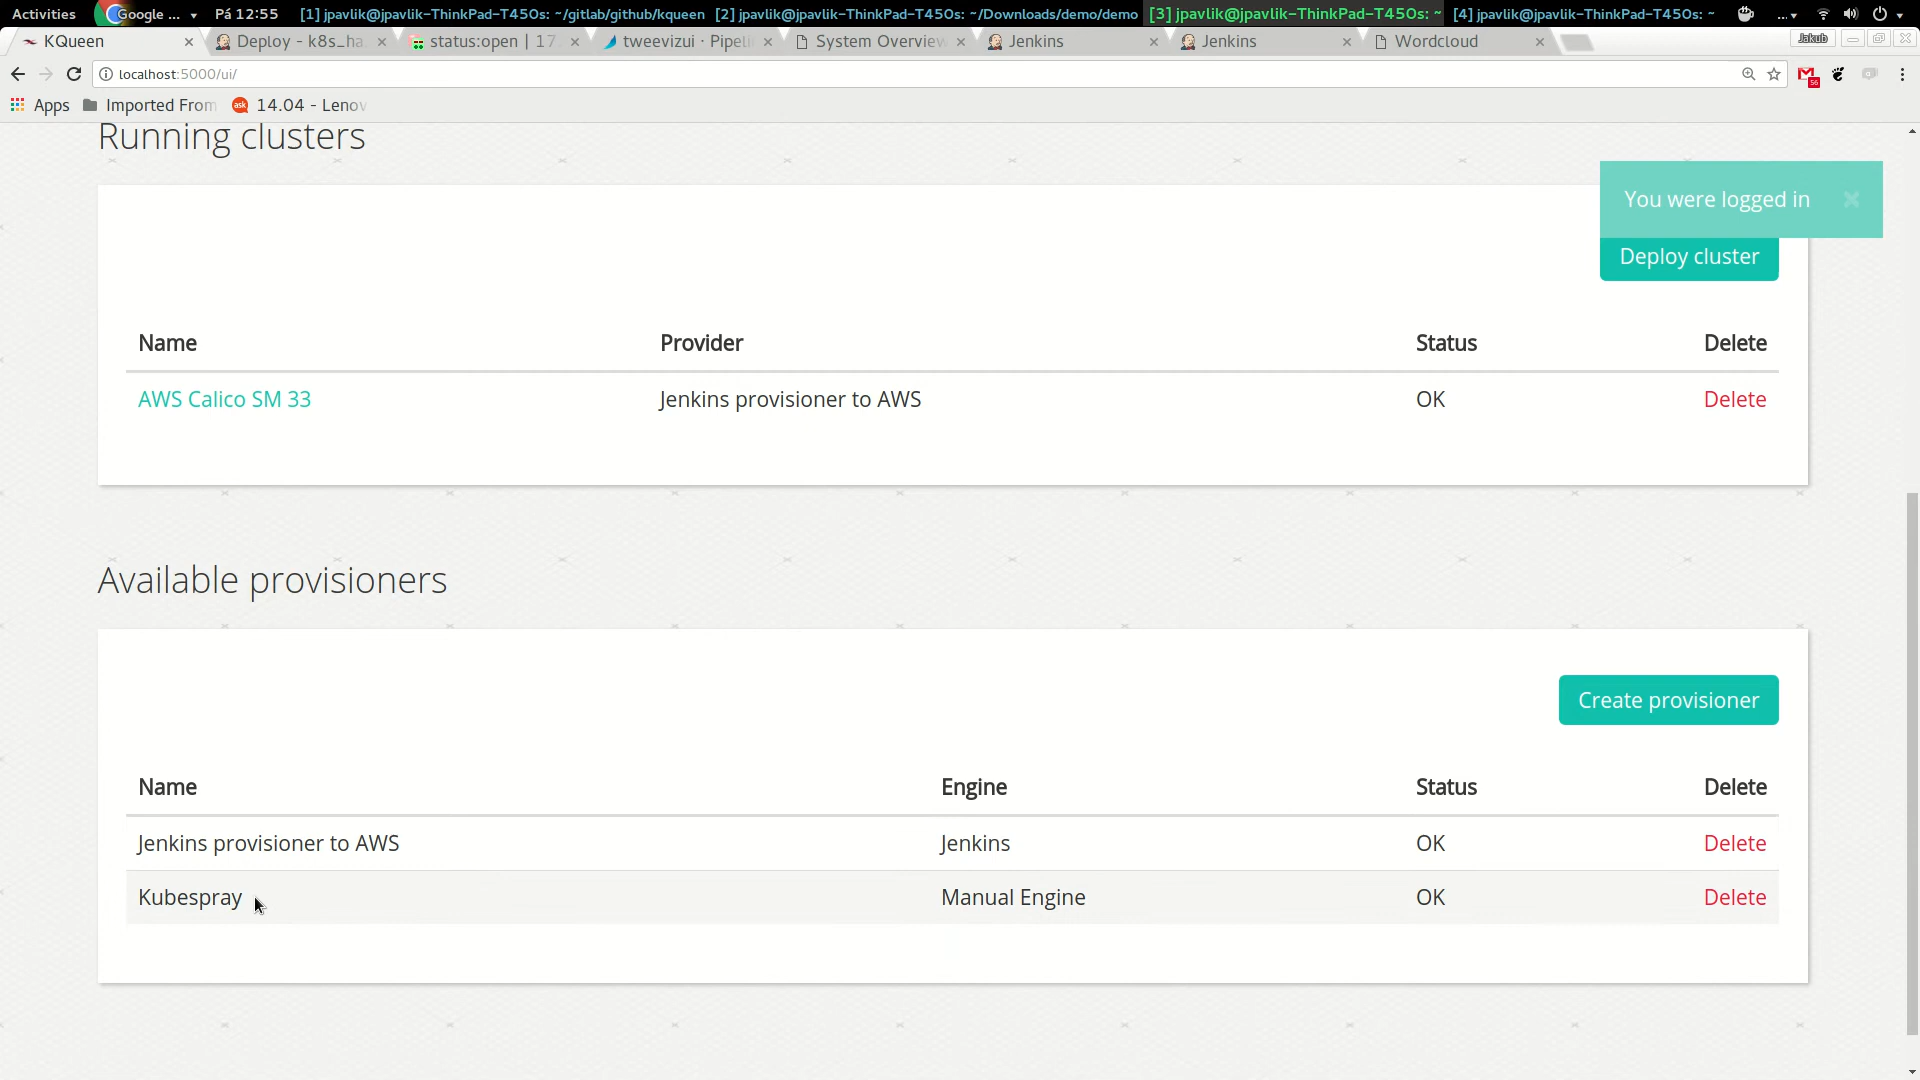 Activities Google ... Pá 12:55 [1] jpavlik@jpavlik-ThinkPad-T450s: ~/gitlab/github/kqueen [2] jpavlik@jpavlik-ThinkPad-T450s: ~/Downloads/demo/demo [3] jpavlik@jpavlik-ThinkPad-T450s: ~ [4] jpavlik@jpavlik-ThinkPad-T450s: ~ ...
KQueen Deploy - k8s_ha status:open | 17 tweevizui · Pipeli System Overview Jenkins Jenkins Wordcloud Jakub
localhost:5000/ui/ 56
Apps Imported From ask 14.04 - Lenov
Running clusters
You were logged in
Deploy cluster
Name Provider Status Delete
AWS Calico SM 33 Jenkins provisioner to AWS OK Delete
Available provisioners
Create provisioner
Name Engine Status Delete
Jenkins provisioner to AWS Jenkins OK Delete
Kubespray Manual Engine OK Delete